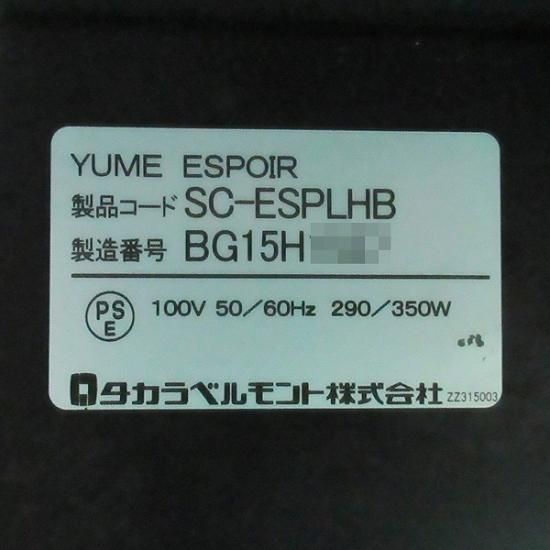 YUME ESPOIR
製品コード SC-ESPLHB
製造番号 BG15H
PS
E
100V 50/60Hz 290/350W
タカラベルモント株式会社 ZZ315003